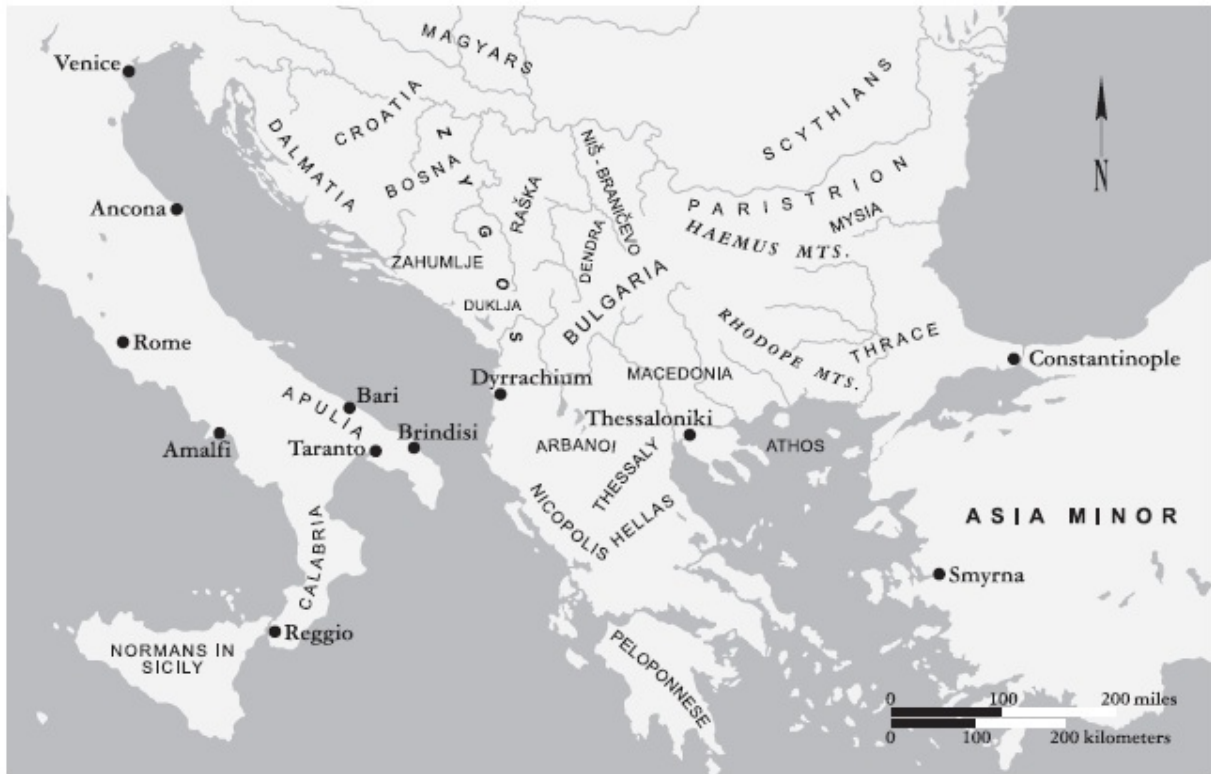 MAGYARS
Venice
CROATIA
SCYTHIANS
N
DALMATIA
BOSNA
ZYGOS
RAŠKA
NIŠ - BRANIČEVO
PARISTRION
MYSIA
HAEMUS MTS.
Ancona
DENDRA
ZAHUMLJE
DUKLJA
BULGARIA
RHODOPE MTS.
THRACE
Rome
Constantinople
Dyrrachium
MACEDONIA
APULIA
Bari
Thessaloniki
Amalfi
Taranto
Brindisi
ARBANOI
ATHOS
THESSALY
NICOPOLIS
HELLAS
ASIA MINOR
CALABRIA
Smyrna
Reggio
NORMANS IN
SICILY
PELOPONNESE
0 100 200 miles
0 100 200 kilometers